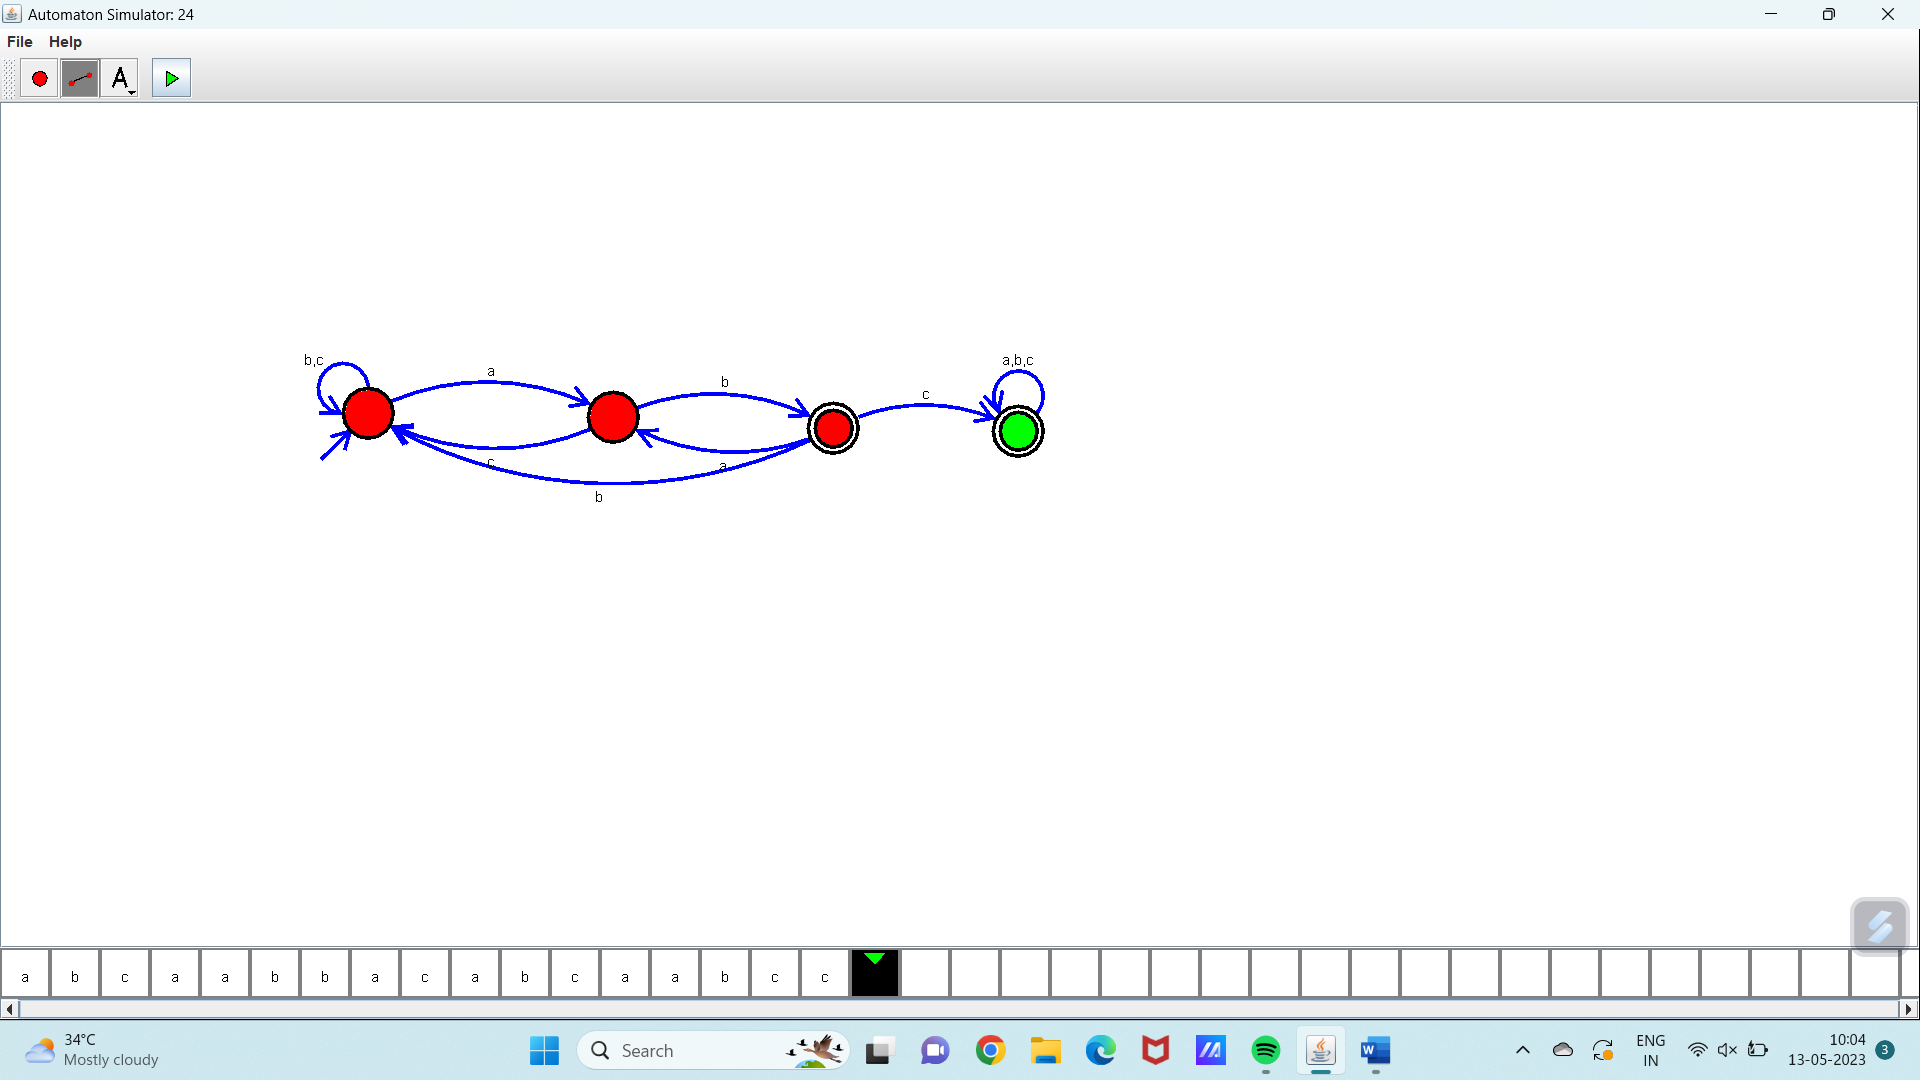 Automaton Simulator: 24
File Help
A
b,c
a
b
c
a,b,c
c
a
b
a b c a a b b a c a b c a a b c c
34°C
Mostly cloudy
Search
W
ENG
IN
10:04
13-05-2023
3